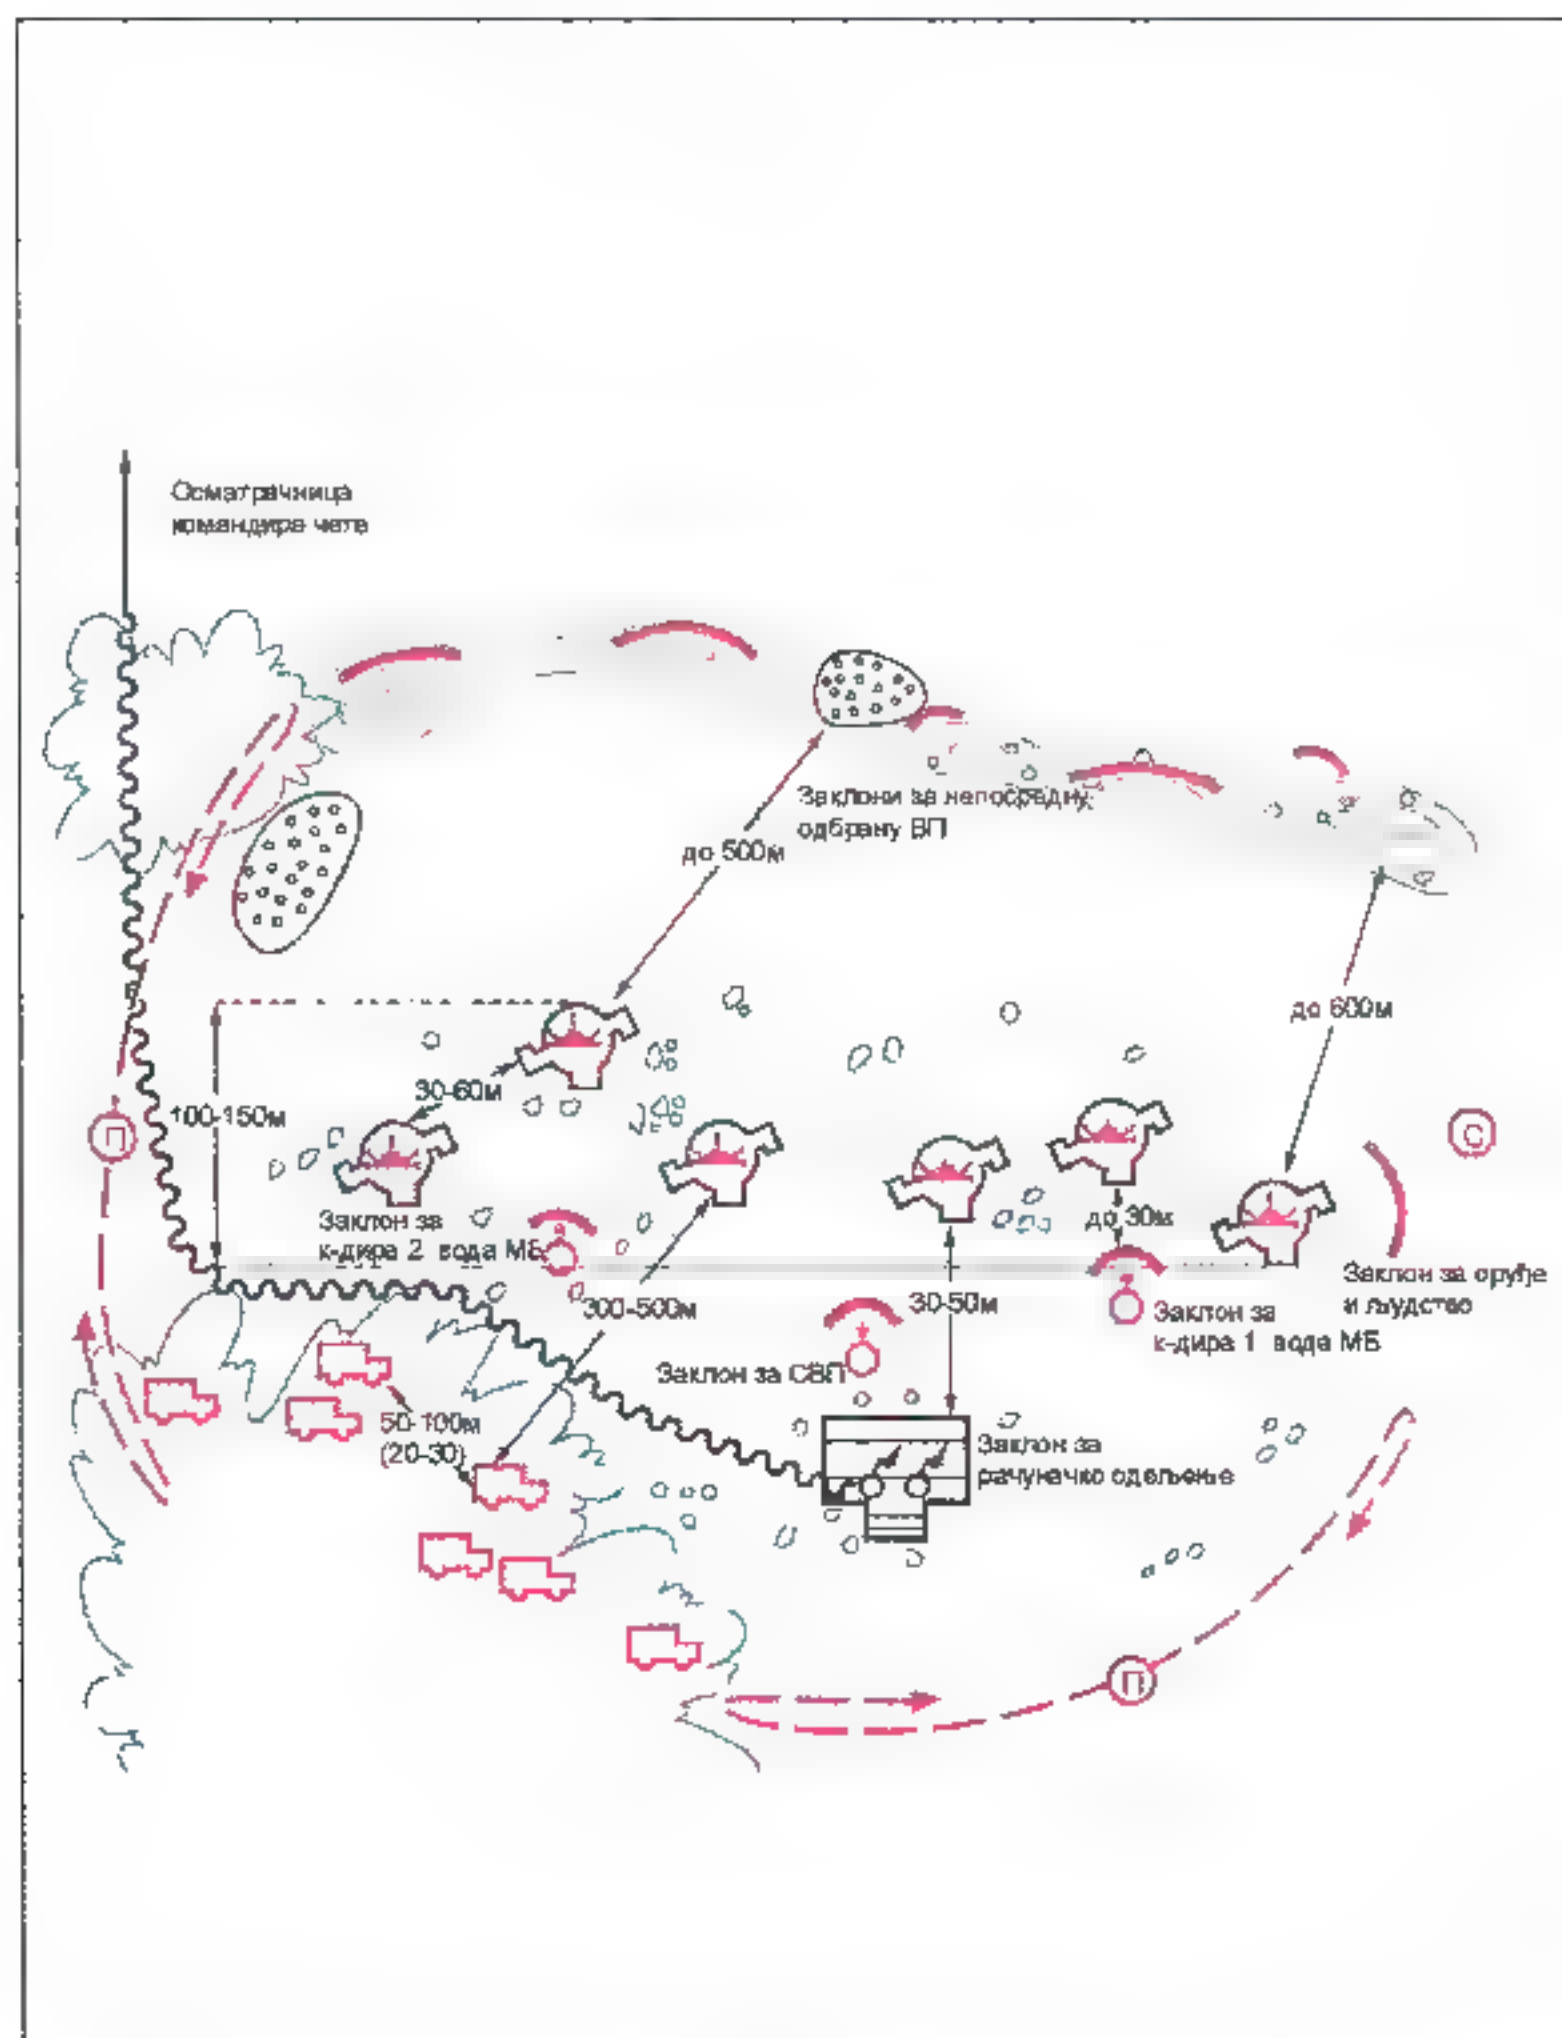 Осматрачница
командира чете
Заклони за непосредну
одбрану ВП
до 500м
до 600м
30-60м
100-150м
П
С
Заклон за
к-дира 2 вода МБ
до 30м
Заклон за оруђе
и људство
300-500м
30-50м
Заклон за
к-дира 1 вода МБ
Заклон за СВП
50-100м
(20-30)
Заклон за
рачуначко одељење
П